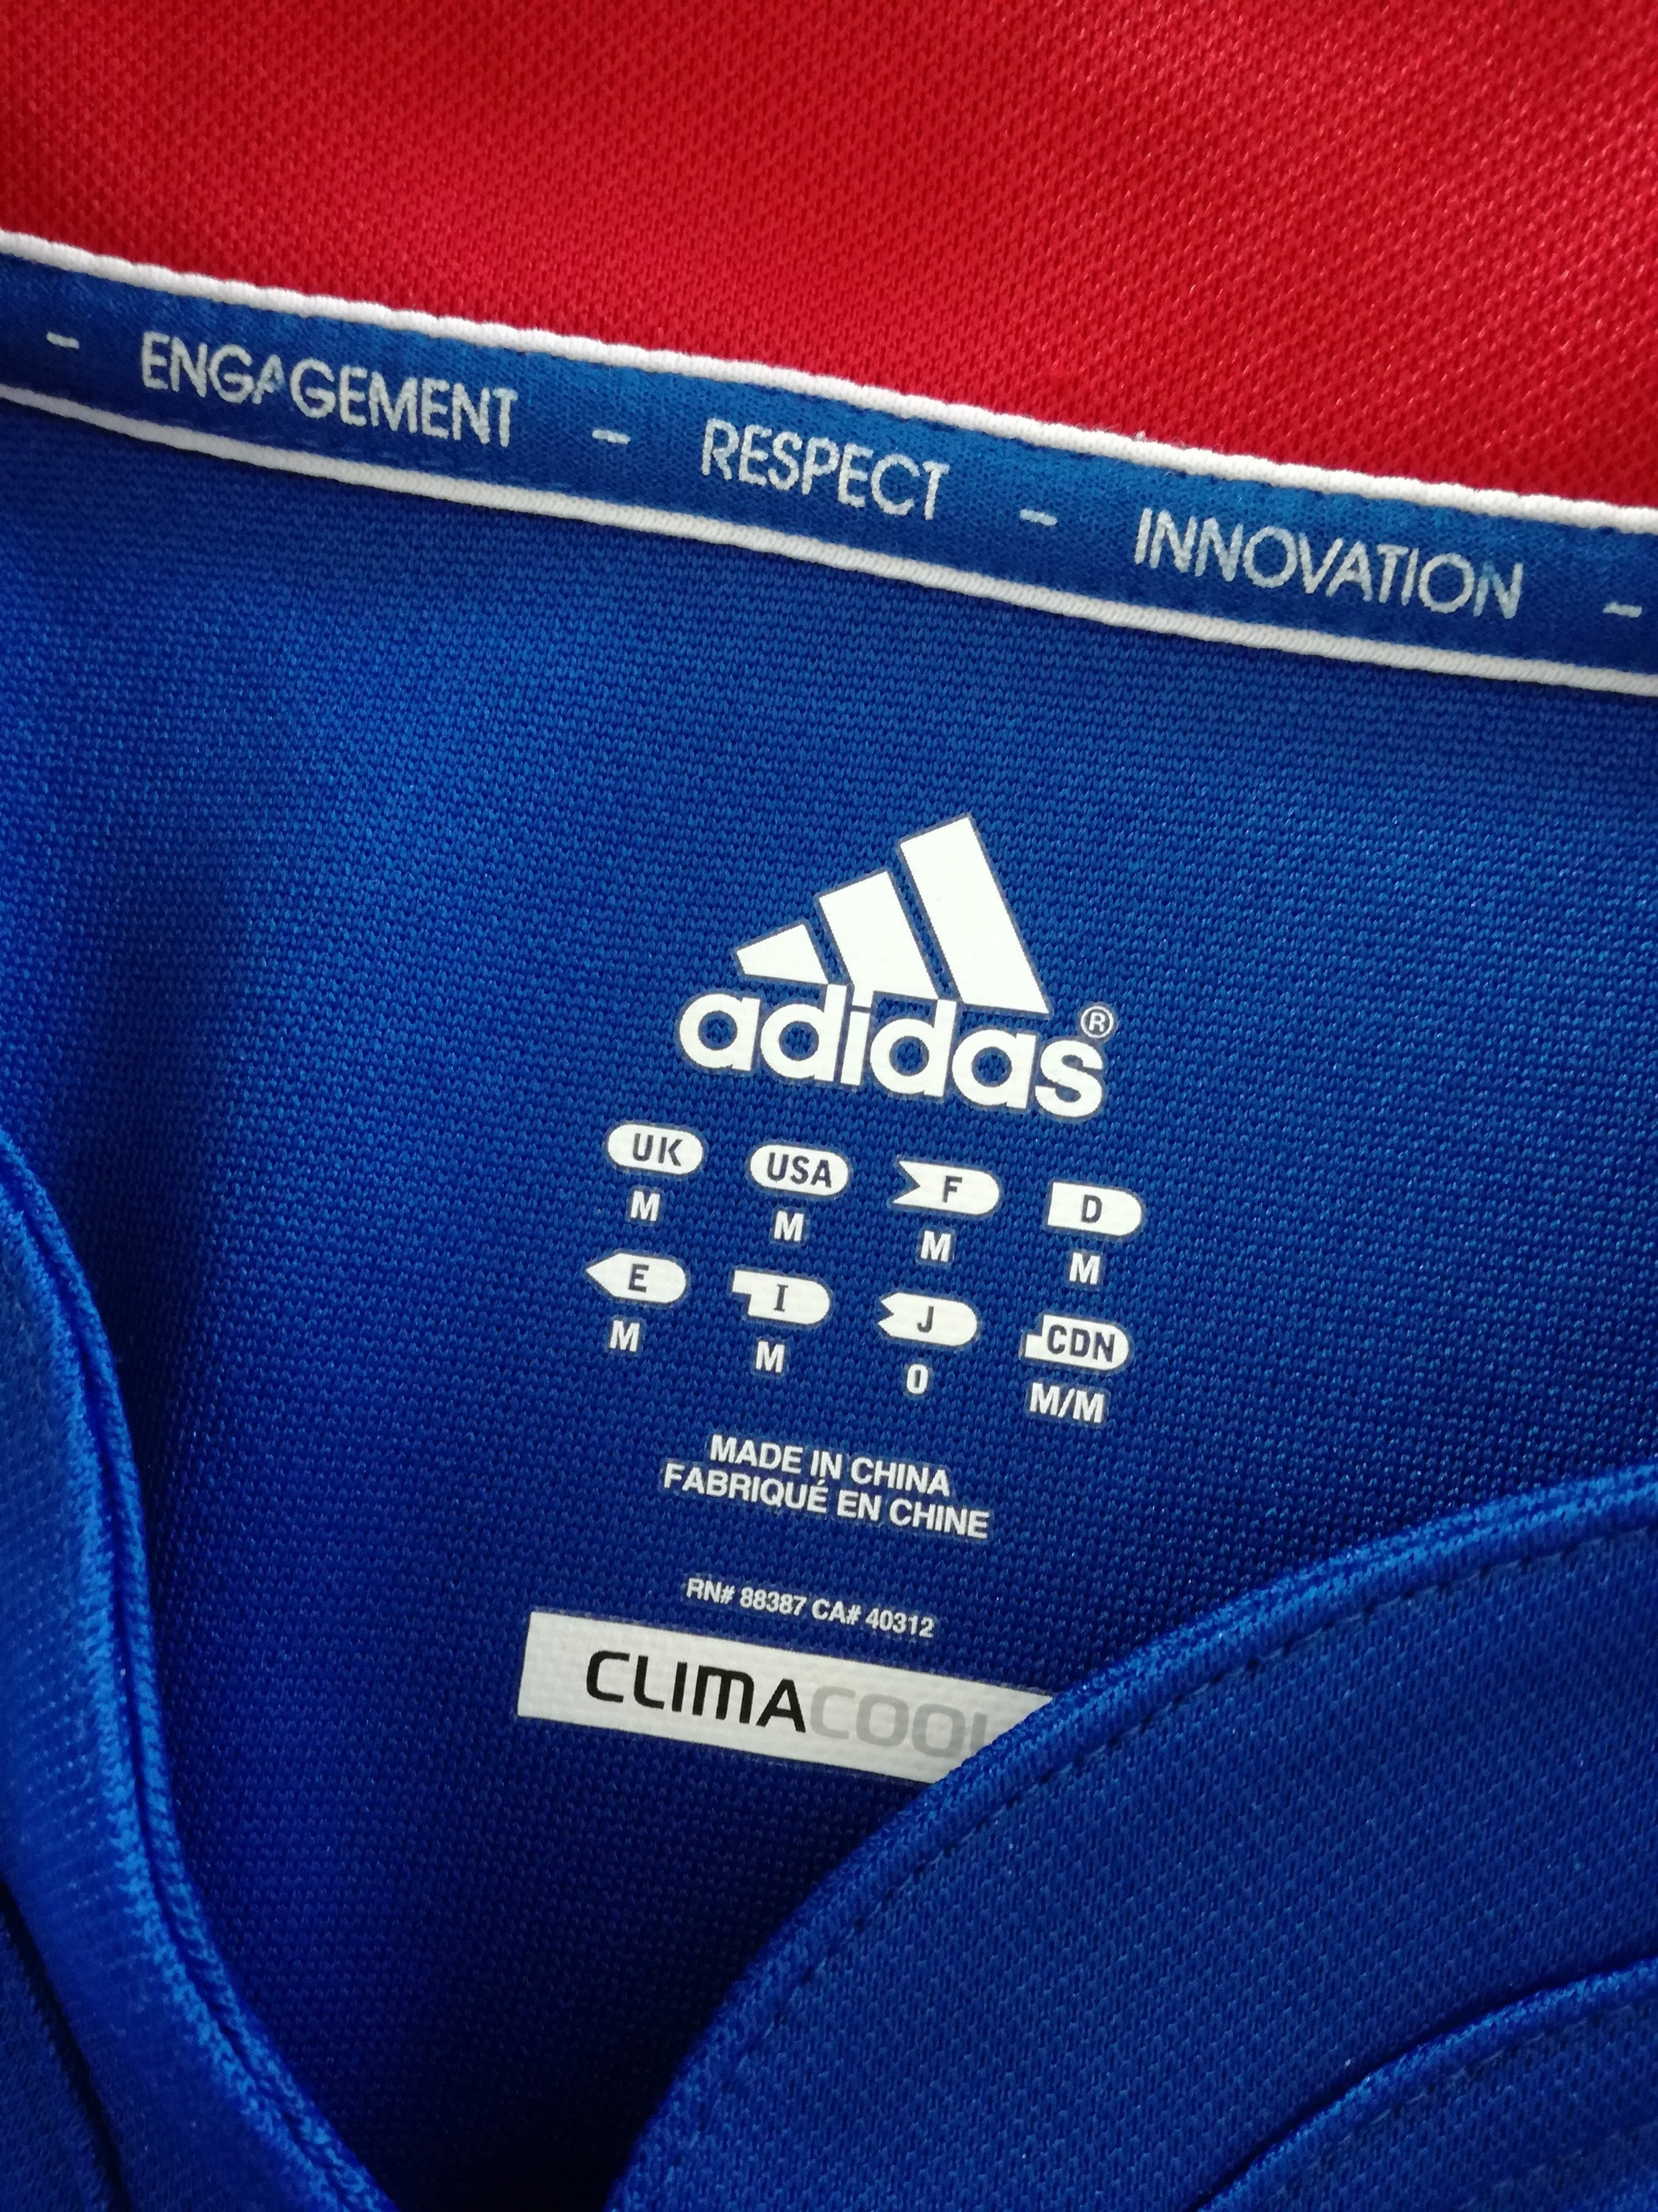 - ENGAGEMENT - RESPECT - INNOVATION -
adidas®
UK USA F D
M M M M
E I J CDN
M M O M/M
MADE IN CHINA
FABRIQUÉ EN CHINE
RN# 88387 CA# 40312
CLIMACOOL